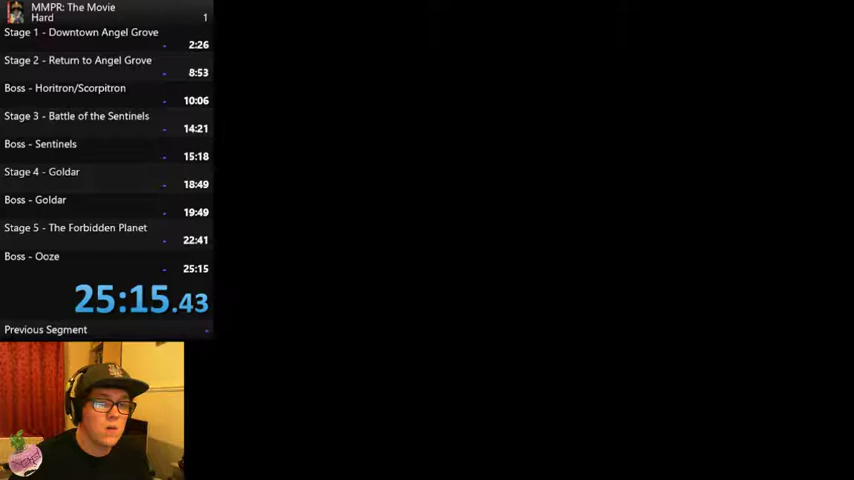 MMPR: The Movie
Hard 1
Stage 1 - Downtown Angel Grove
- 2:26
Stage 2 - Return to Angel Grove
- 8:53
Boss - Horitron/Scorpitron
- 10:06
Stage 3 - Battle of the Sentinels
- 14:21
Boss - Sentinels
- 15:18
Stage 4 - Goldar
- 18:49
Boss - Goldar
- 19:49
Stage 5 - The Forbidden Planet
- 22:41
Boss - Ooze
- 25:15
25:15.43
Previous Segment -